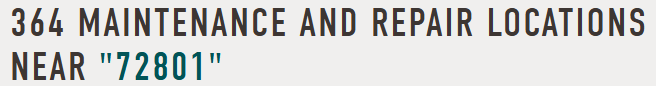 364 MAINTENANCE AND REPAIR LOCATIONS
NEAR "72801"